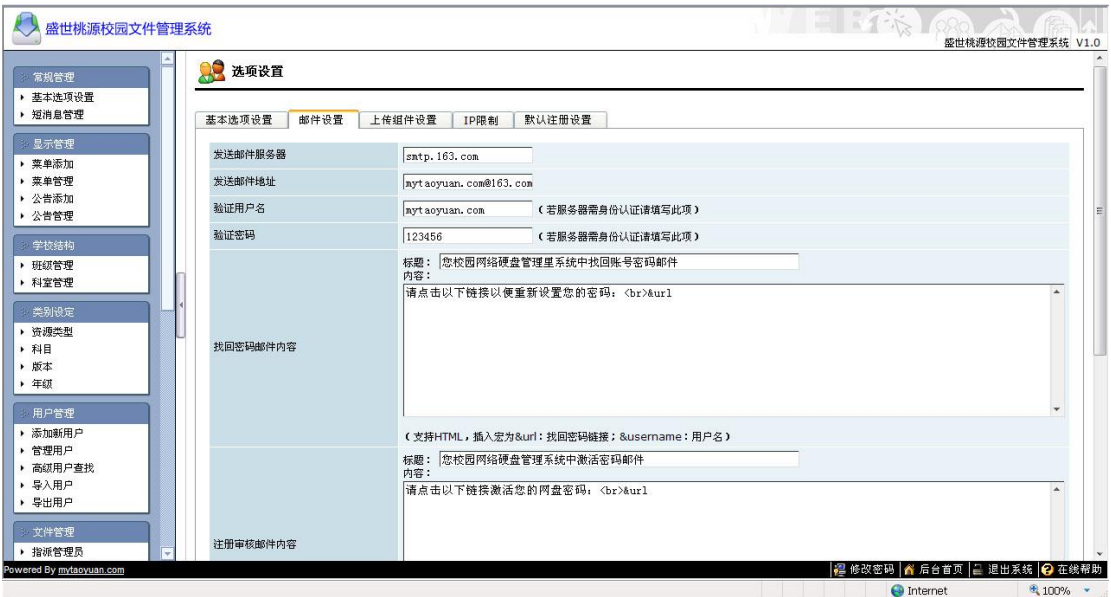 盛世桃源校园文件管理系统
盛世桃源校园文件管理系统 V1.0
常规管理
基本选项设置
短消息管理
显示管理
菜单添加
菜单管理
公告添加
公告管理
学校结构
班级管理
科室管理
类别设定
资源类型
科目
版本
年级
用户管理
添加新用户
管理用户
高级用户查找
导入用户
导出用户
文件管理
指派管理员
选项设置
基本选项设置 邮件设置 上传组件设置 IP限制 默认注册设置
发送邮件服务器 smtp.163.com
发送邮件地址 mytaoyuan.com@163.com
验证用户名 mytaoyuan.com (若服务器需身份认证请填写此项)
验证密码 123456 (若服务器需身份认证请填写此项)
找回密码邮件内容
标题: 您校园网络硬盘管理里系统中找回账号密码邮件
内容:
请点击以下链接以便重新设置您的密码: <br>&url
(支持HTML,插入宏为&url:找回密码链接;&username:用户名)
注册审核邮件内容
标题: 您校园网络硬盘管理系统中激活密码邮件
内容:
请点击以下链接激活您的网盘密码: <br>&url
Powered By mytaoyuan.com
修改密码 后台首页 退出系统 在线帮助
Internet 100%